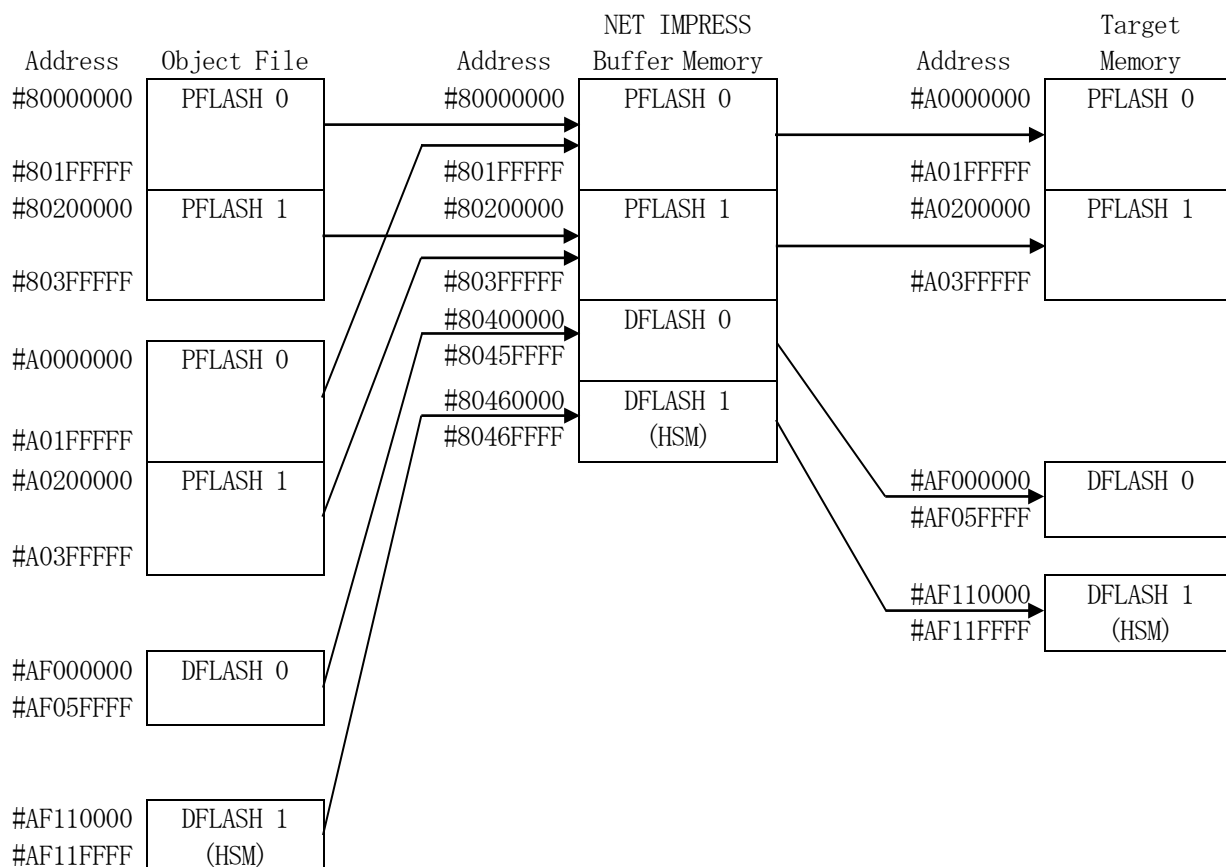 NET IMPRESS Target
Address Object File Address Buffer Memory Address Memory
#80000000 PFLASH 0 #80000000 PFLASH 0 #A0000000 PFLASH 0
#801FFFFF #801FFFFF #A01FFFFF
#80200000 PFLASH 1 #80200000 PFLASH 1 #A0200000 PFLASH 1
#803FFFFF #803FFFFF #A03FFFFF
#80400000 DFLASH 0
#A0000000 PFLASH 0 #8045FFFF
#80460000 DFLASH 1
#A01FFFFF #8046FFFF (HSM)
#A0200000 PFLASH 1 #AF000000 DFLASH 0
#AF05FFFF
#A03FFFFF
#AF110000 DFLASH 1
#AF11FFFF (HSM)
#AF000000 DFLASH 0
#AF05FFFF
#AF110000 DFLASH 1
#AF11FFFF (HSM)